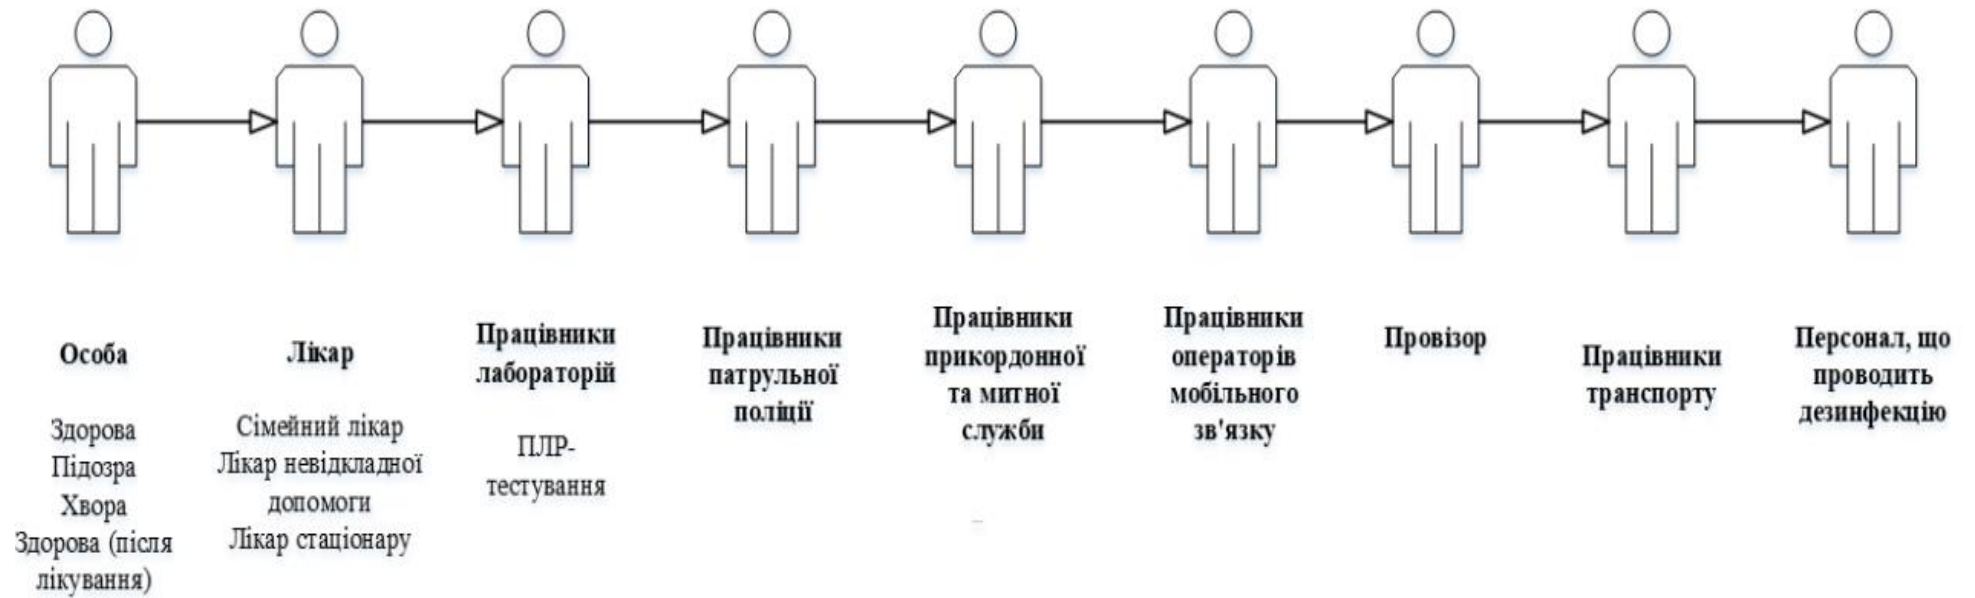 Особа
Здорова
Підозра
Хвора
Здорова (після
лікування)
Лікар
Сімейний лікар
Лікар невідкладної
допомоги
Лікар стаціонару
Працівники
лабораторій
ПЛР-
тестування
Працівники
патрульної
поліції
Працівники
прикордонної
та митної
служби
Працівники
операторів
мобільного
зв'язку
Провізор
Працівники
транспорту
Персонал, що
проводить
дезинфекцію